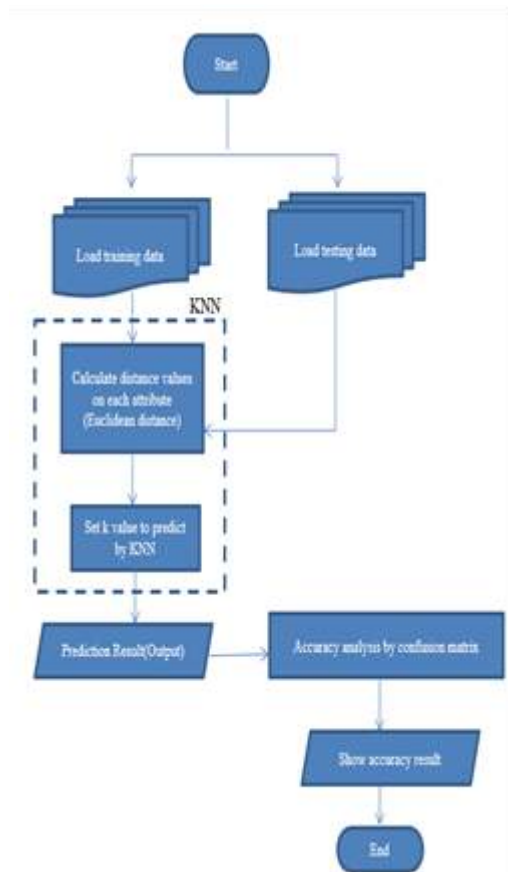 Start
Load training data
Load testing data
KNN
Calculate distance values
on each attribute
(Euclidean distance)
Set k value to predict
by KNN
Prediction Result(Output)
Accuracy analysis by confusion matrix
Show accuracy result
End